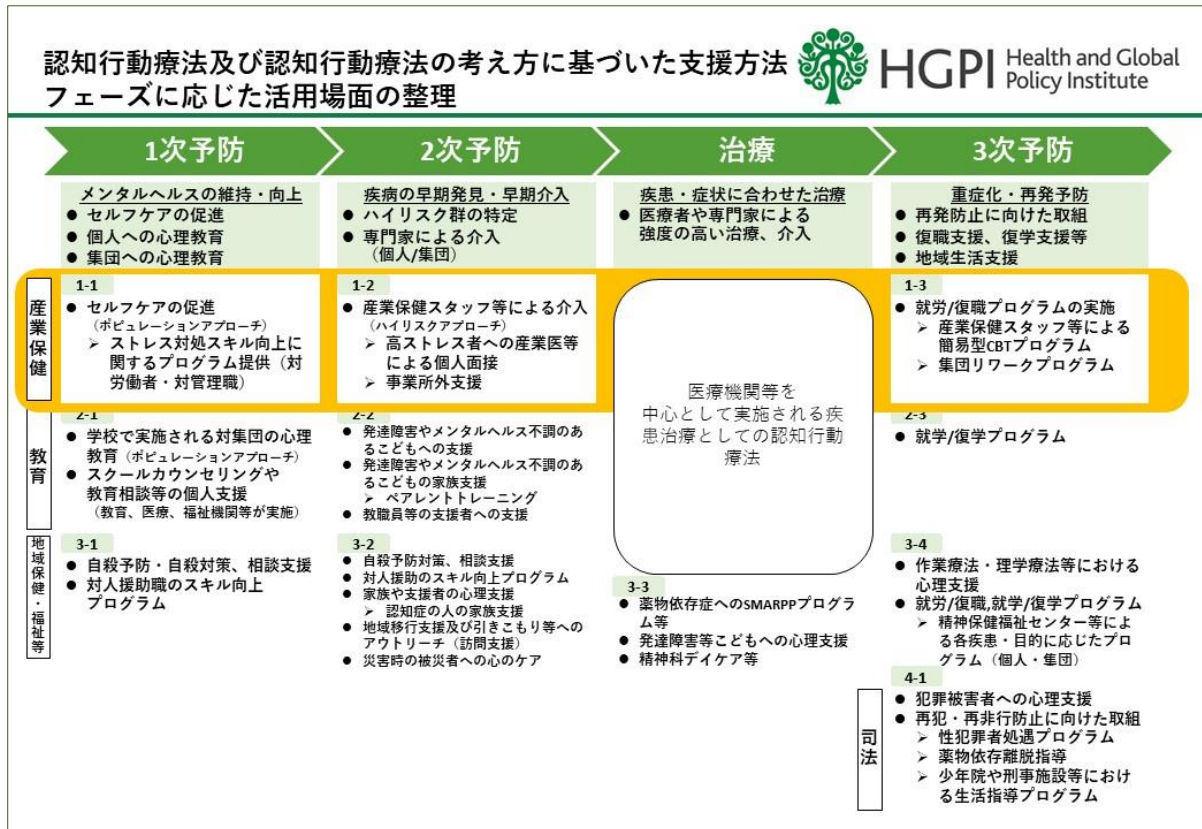 認知行動療法及び認知行動療法の考え方に基づいた支援方法
フェーズに応じた活用場面の整理
HGPI Health and Global
Policy Institute
1次予防
2次予防
治療
3次予防
メンタルヘルスの維持・向上
● セルフケアの促進
● 個人への心理教育
● 集団への心理教育
疾病の早期発見・早期介入
● ハイリスク群の特定
● 専門家による介入
(個人/集団)
疾患・症状に合わせた治療
● 医療者や専門家による
強度の高い治療、介入
重症化・再発予防
● 再発防止に向けた取組
● 復職支援、復学支援等
● 地域生活支援
産業保健
1-1
● セルフケアの促進
(ポピュレーションアプローチ)
➢ ストレス対処スキル向上に
関するプログラム提供(対
労働者・対管理職)
1-2
● 産業保健スタッフ等による介入
(ハイリスクアプローチ)
➢ 高ストレス者への産業医等
による個人面接
➢ 事業所外支援
医療機関等を
中心として実施される疾
患治療としての認知行動
療法
1-3
● 就労/復職プログラムの実施
➢ 産業保健スタッフ等による
簡易型CBTプログラム
➢ 集団リワークプログラム
教育
2-1
● 学校で実施される対集団の心理
教育(ポピュレーションアプローチ)
● スクールカウンセリングや
教育相談等の個人支援
(教育、医療、福祉機関等が実施)
2-2
● 発達障害やメンタルヘルス不調のあ
るこどもへの支援
● 発達障害やメンタルヘルス不調のあ
るこどもの家族支援
➢ ペアレントトレーニング
● 教職員等の支援者への支援
2-3
● 就学/復学プログラム
地域保健・福祉等
3-1
● 自殺予防・自殺対策、相談支援
● 対人援助職のスキル向上
プログラム
3-2
● 自殺予防対策、相談支援
● 対人援助のスキル向上プログラム
● 家族や支援者の心理支援
➢ 認知症の人の家族支援
● 地域移行支援及び引きこもり等への
アウトリーチ(訪問支援)
● 災害時の被災者への心のケア
3-3
● 薬物依存症へのSMARPPプログラ
ム等
● 発達障害等こどもへの心理支援
● 精神科デイケア等
3-4
● 作業療法・理学療法等における
心理支援
● 就労/復職,就学/復学プログラム
➢ 精神保健福祉センター等によ
る各疾患・目的に応じたプロ
グラム(個人・集団)
司法
4-1
● 犯罪被害者への心理支援
● 再犯・再非行防止に向けた取組
➢ 性犯罪者処遇プログラム
➢ 薬物依存離脱指導
➢ 少年院や刑事施設等におけ
る生活指導プログラム